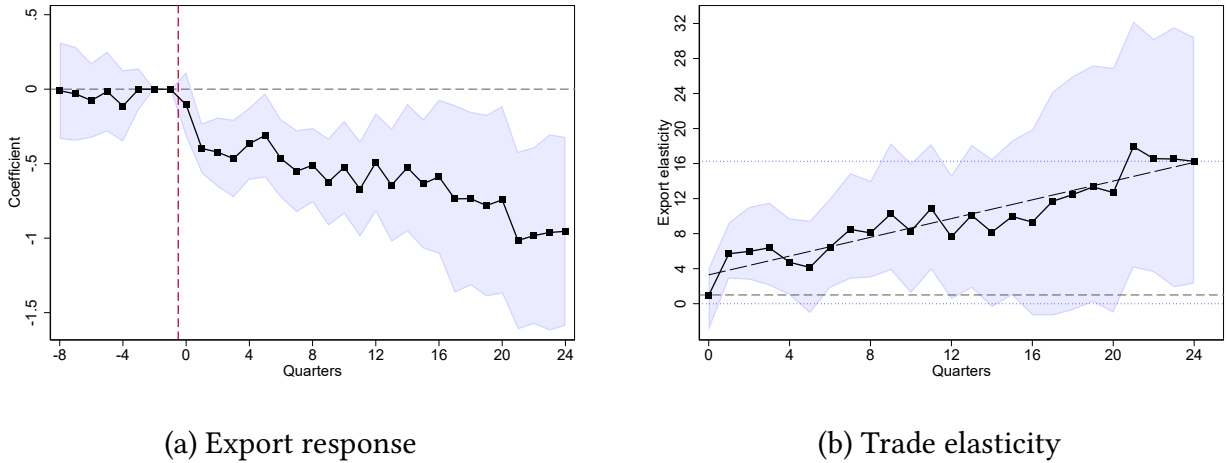 .5
0
-.5
-1
-1.5
Coefficient
-8 -4 0 4 8 12 16 20 24
Quarters
(a) Export response
32
28
24
20
16
12
8
4
0
Export elasticity
0 4 8 12 16 20 24
Quarters
(b) Trade elasticity